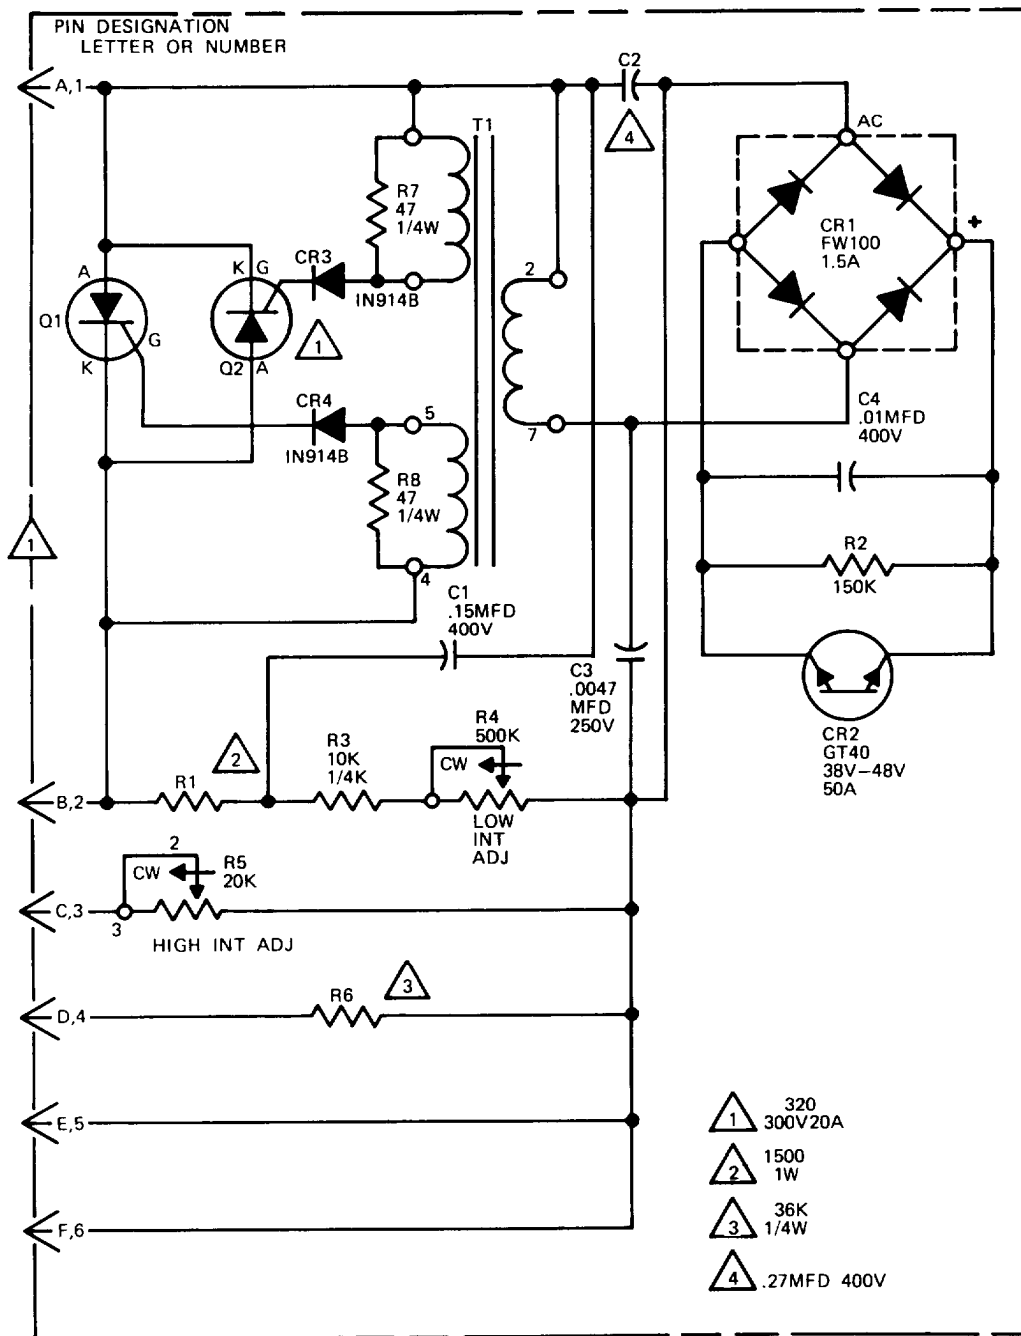 PIN DESIGNATION
LETTER OR NUMBER
A,1
C2
4
T1
AC
R7
47
1/4W
CR1
FW100
1.5A
+
CR3
IN914B
K G
A
Q1
G
K
Q2 A
1
2
CR4
IN914B
5
7
C4
.01MFD
400V
R8
47
1/4W
1
4
C1
.15MFD
400V
R2
150K
C3
.0047
MFD
250V
CR2
GT40
38V-48V
50A
2
R3
10K
1/4K
R4
500K
CW
B,2
R1
LOW
INT
ADJ
2
CW
R5
20K
C,3
3
HIGH INT ADJ
3
R6
D,4
E,5
F,6
1 320
300V20A
2 1500
1W
3 36K
1/4W
4 .27MFD 400V